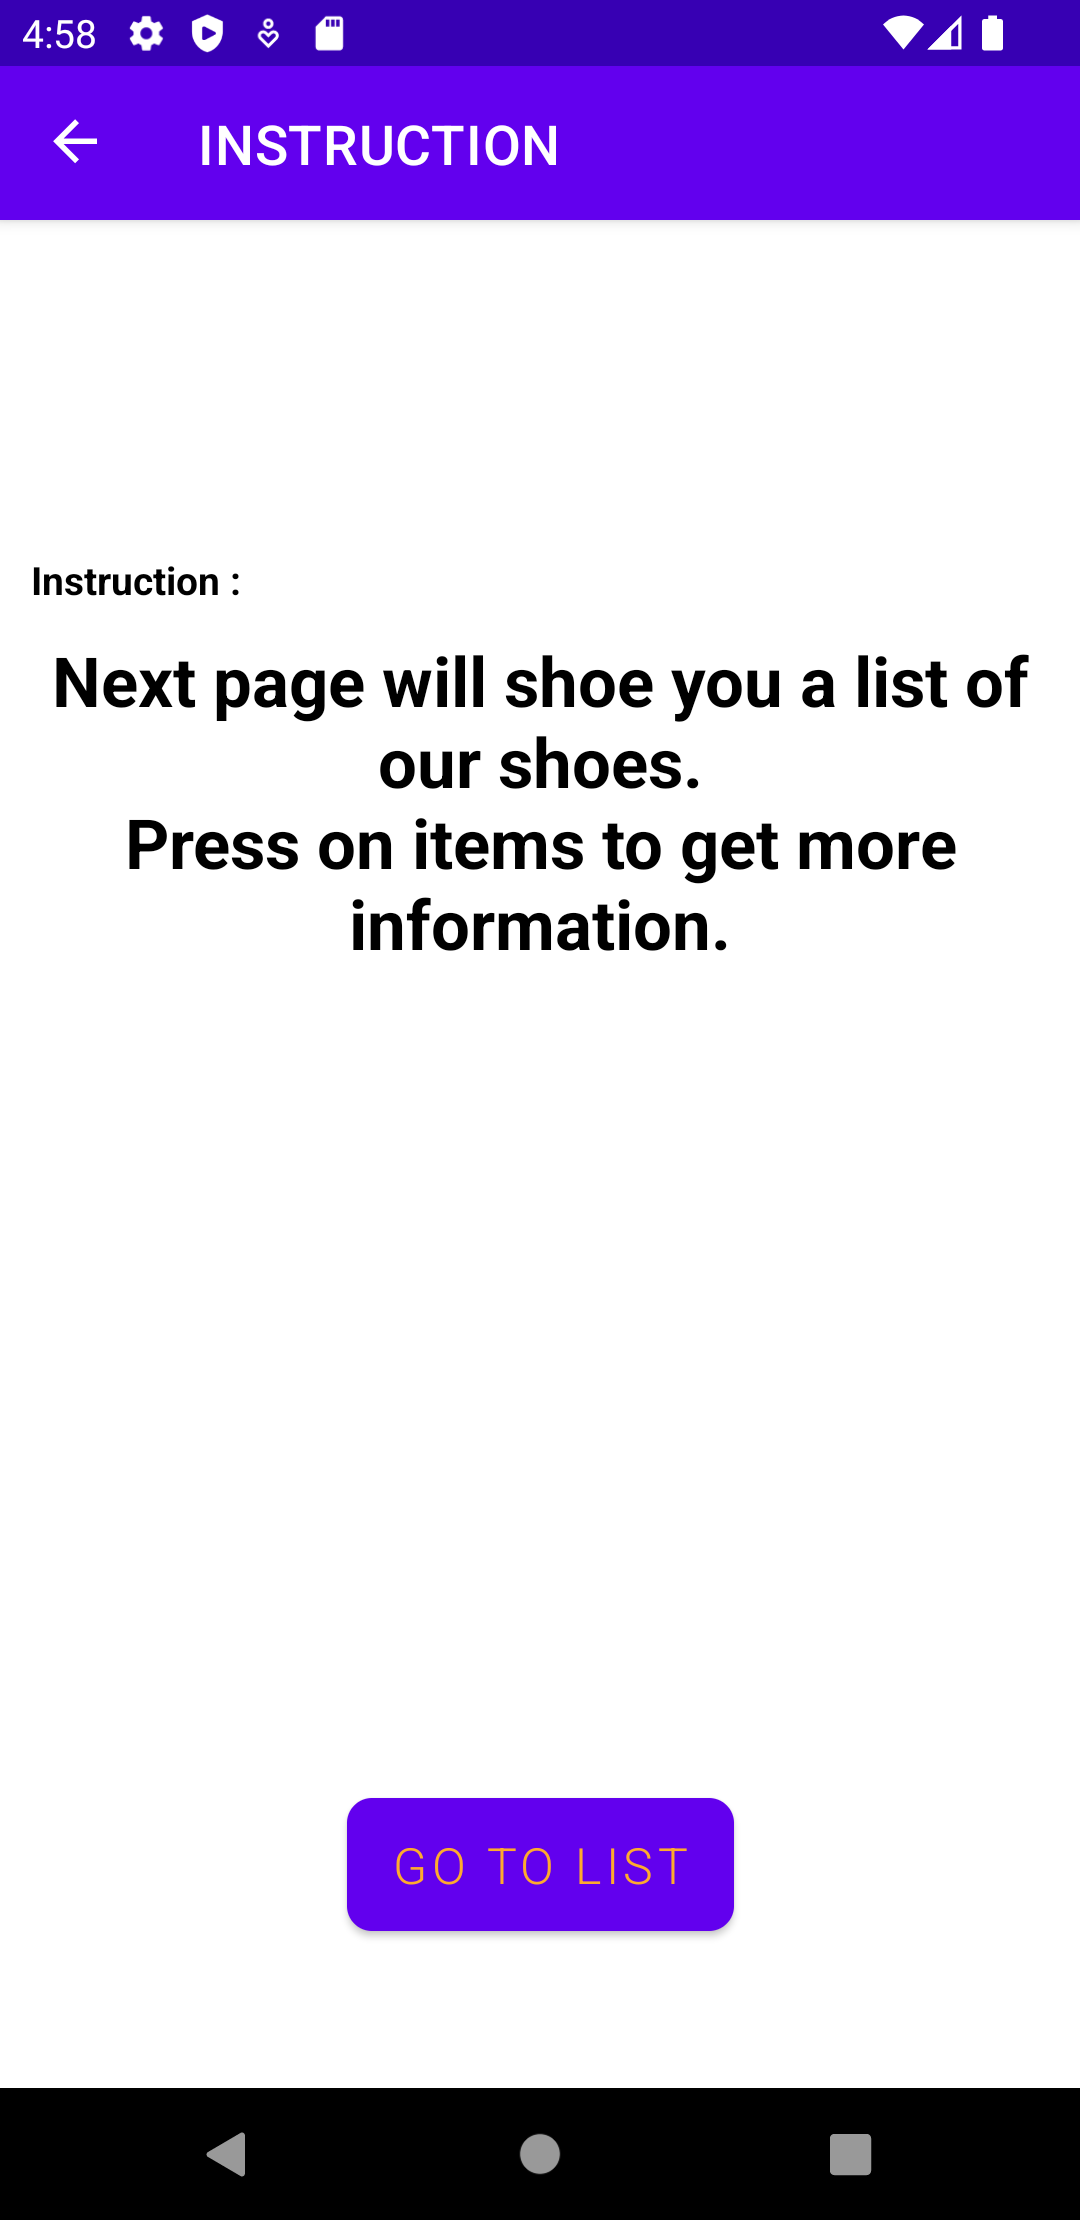 4:58
INSTRUCTION
Instruction :
Next page will shoe you a list of
our shoes.
Press on items to get more
information.
GO TO LIST